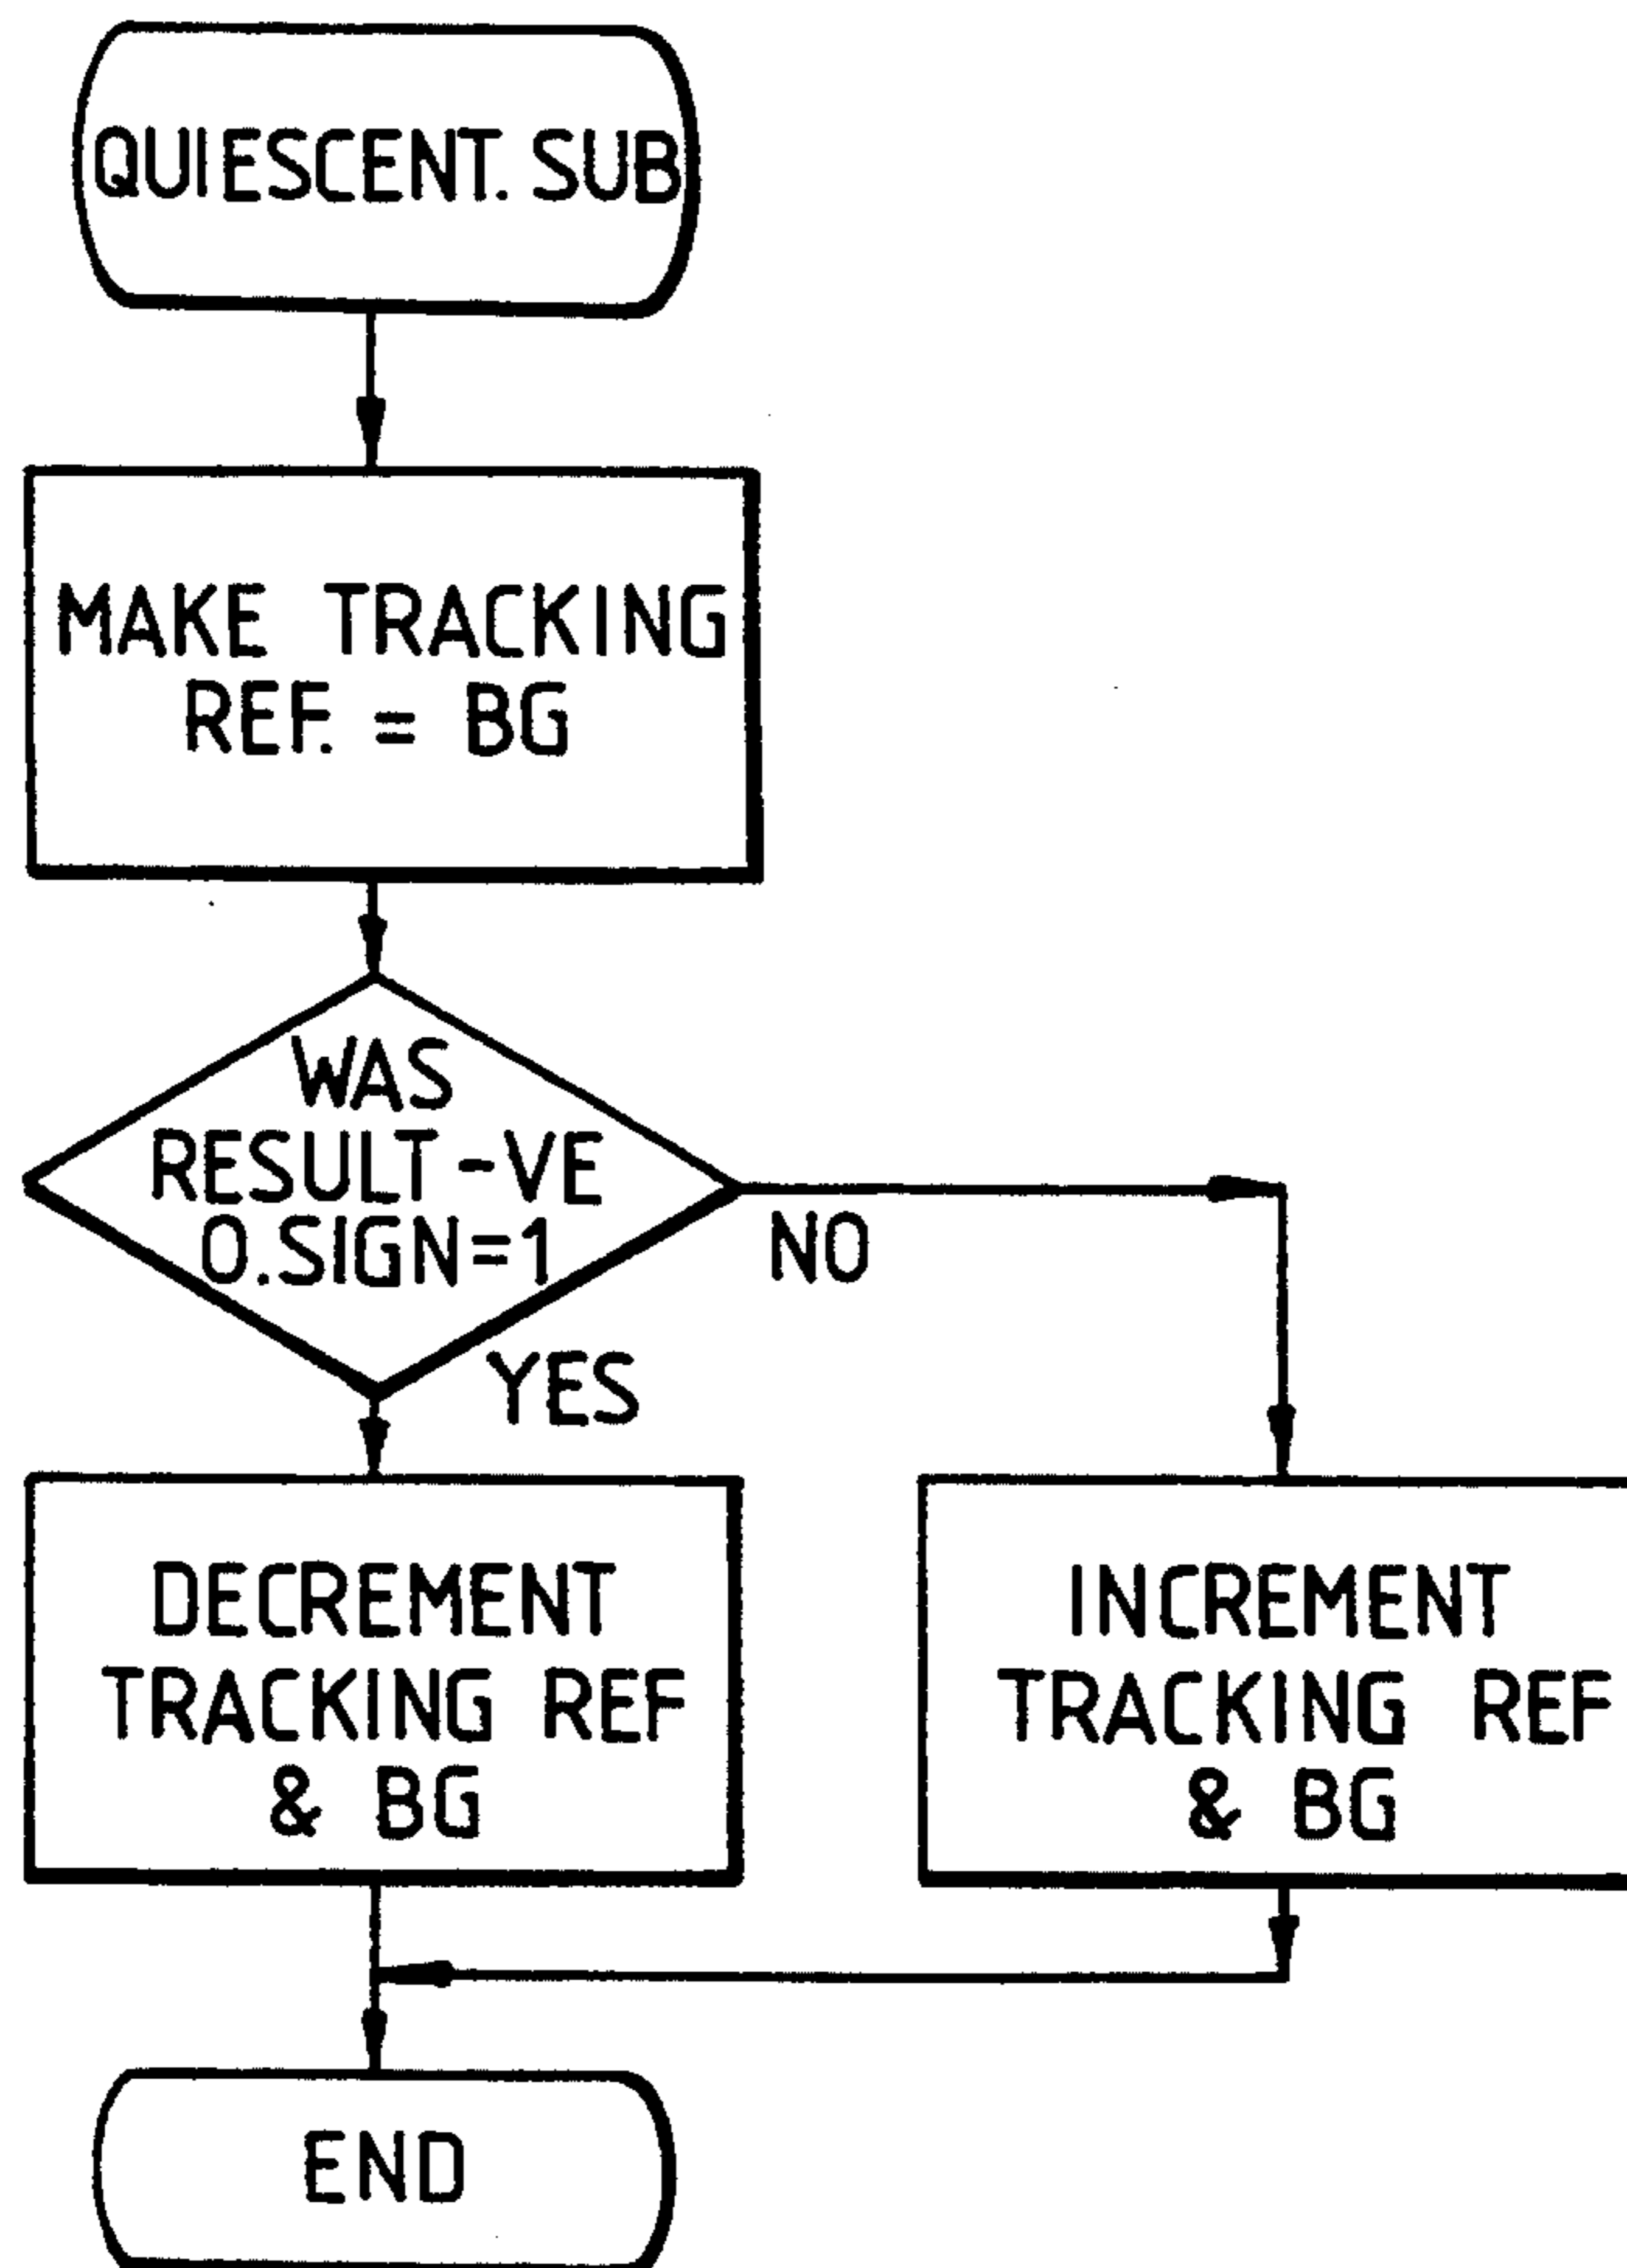 QUIESCENT. SUB
MAKE TRACKING
REF. = BG
WAS
RESULT -VE
O.SIGN=1
NO
YES
DECREMENT
TRACKING REF
& BG
INCREMENT
TRACKING REF
& BG
END